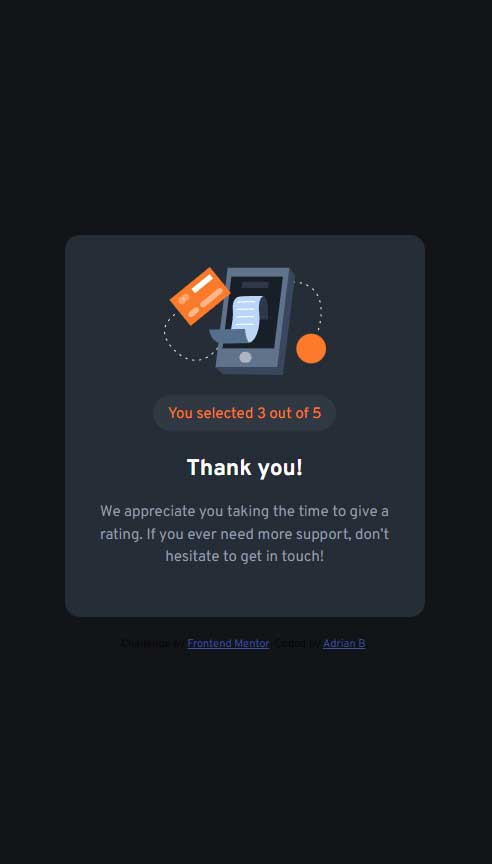 You selected 3 out of 5
Thank you!
We appreciate you taking the time to give a
rating. If you ever need more support, don't
hesitate to get in touch!
Challenge by Frontend Mentor. Coded by Adrian B.